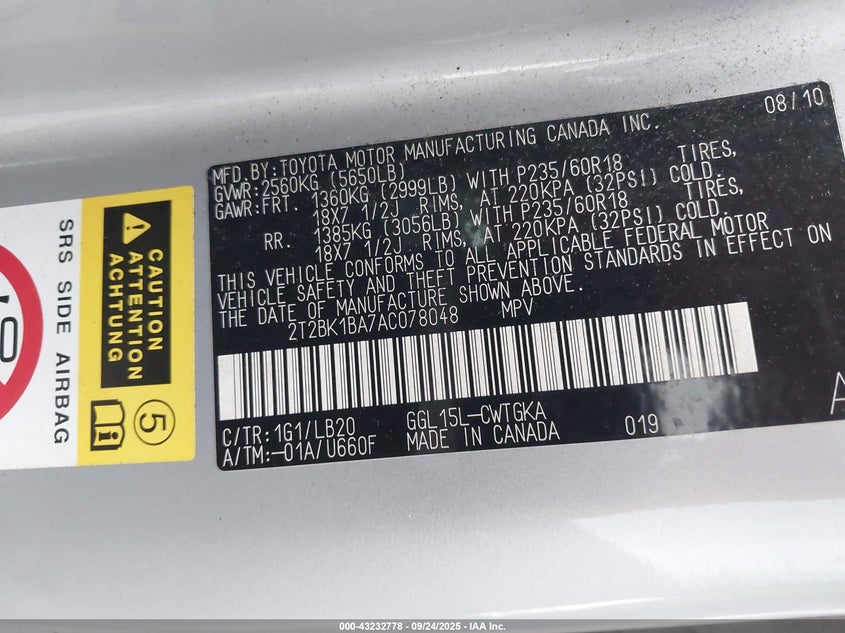 08/10
MFD.BY:TOYOTA MOTOR MANUFACTURING CANADA INC.
GVWR:2560KG (5650LB)
GAWR:FRT 1360KG (2999LB) WITH P235/60R18 TIRES,
18X7 1/2J RIMS, AT 220KPA (32PSI) COLD.
RR. 1385KG (3056LB) WITH P235/60R18 TIRES,
18X7 1/2J RIMS, AT 220KPA (32PSI) COLD.
THIS VEHICLE CONFORMS TO ALL APPLICABLE FEDERAL MOTOR
VEHICLE SAFETY AND THEFT PREVENTION STANDARDS IN EFFECT ON
THE DATE OF MANUFACTURE SHOWN ABOVE.
2T2BK1BA7AC078048 MPV
C/TR:1G1/LB20 GGL15L-CWTGKA 019
A/TM:-01A/U660F MADE IN CANADA
A
CAUTION
ATTENTION
ACHTUNG
SRS SIDE AIRBAG
5
i
000-43232778 - 09/24/2025 - IAA Inc.